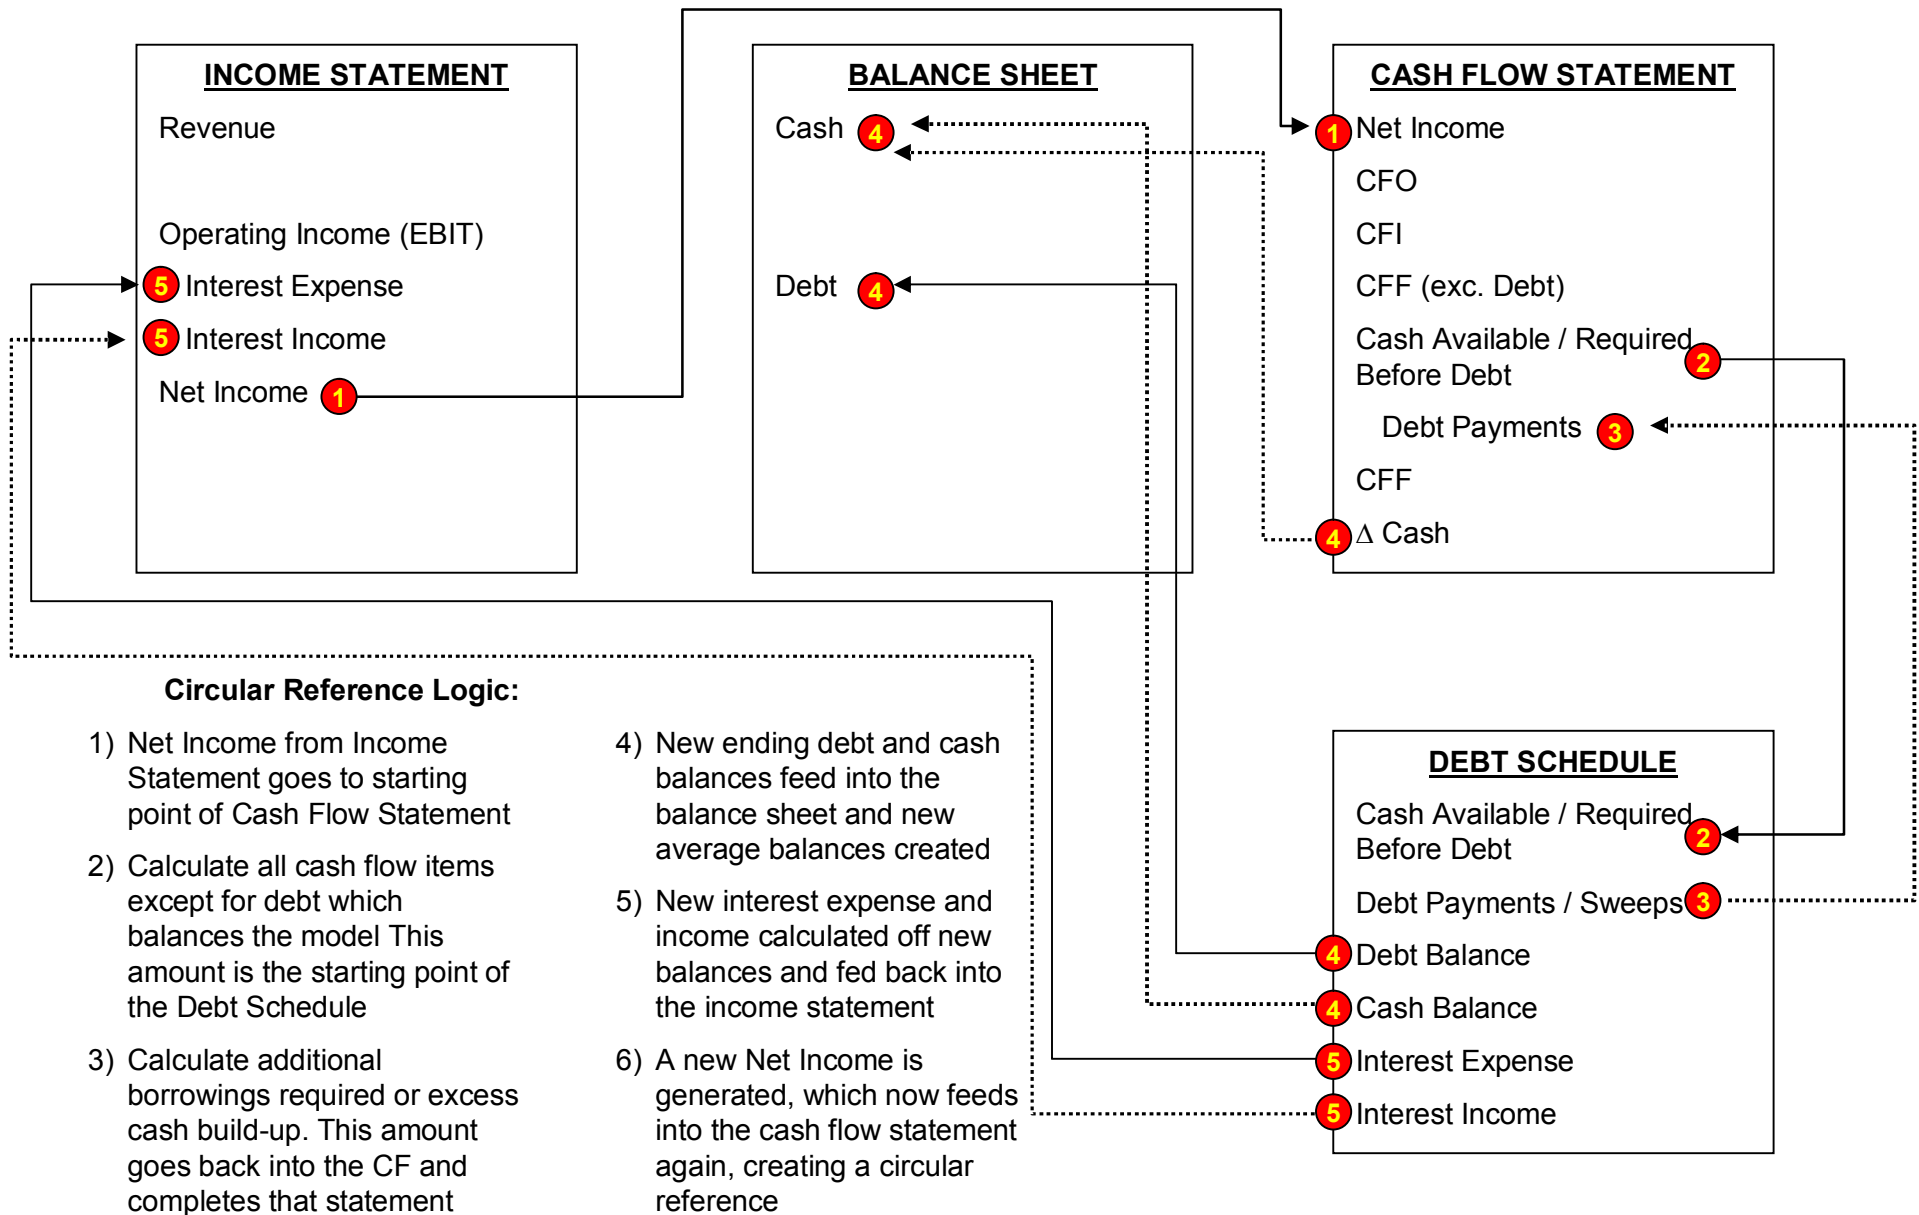 INCOME STATEMENT
Revenue
Operating Income (EBIT)
5 Interest Expense
5 Interest Income
Net Income 1
BALANCE SHEET
Cash 4
Debt 4
CASH FLOW STATEMENT
1 Net Income
CFO
CFI
CFF (exc. Debt)
Cash Available / Required
Before Debt 2
Debt Payments 3
CFF
4 Δ Cash
Circular Reference Logic:
1) Net Income from Income
Statement goes to starting
point of Cash Flow Statement
2) Calculate all cash flow items
except for debt which
balances the model This
amount is the starting point of
the Debt Schedule
3) Calculate additional
borrowings required or excess
cash build-up. This amount
goes back into the CF and
completes that statement
4) New ending debt and cash
balances feed into the
balance sheet and new
average balances created
5) New interest expense and
income calculated off new
balances and fed back into
the income statement
6) A new Net Income is
generated, which now feeds
into the cash flow statement
again, creating a circular
reference
DEBT SCHEDULE
Cash Available / Required
Before Debt 2
Debt Payments / Sweeps 3
4 Debt Balance
4 Cash Balance
5 Interest Expense
5 Interest Income